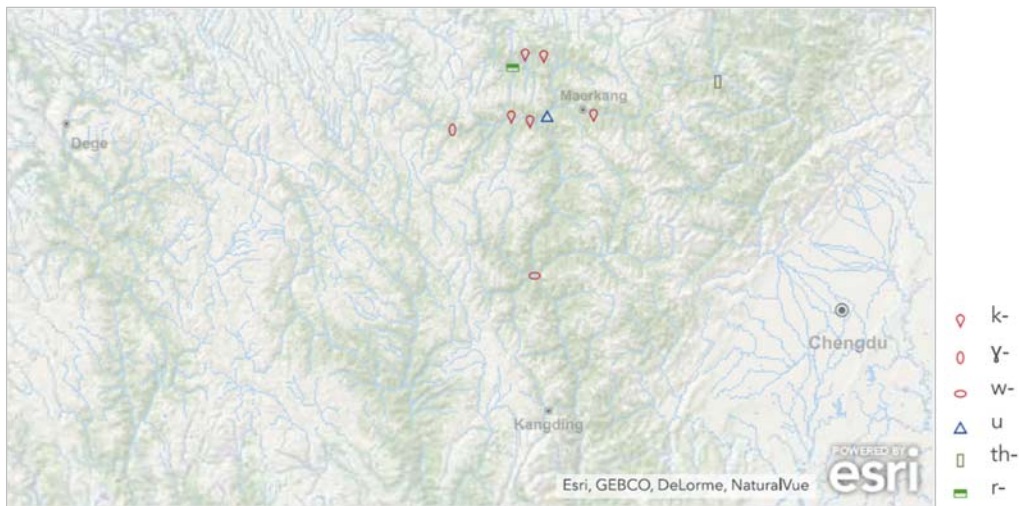 Maerkang
Dege
Chengdu
Kangding
POWERED BY
esri
Esri, GEBCO, DeLorme, NaturalVue
k-
ɣ-
w-
u
th-
r-